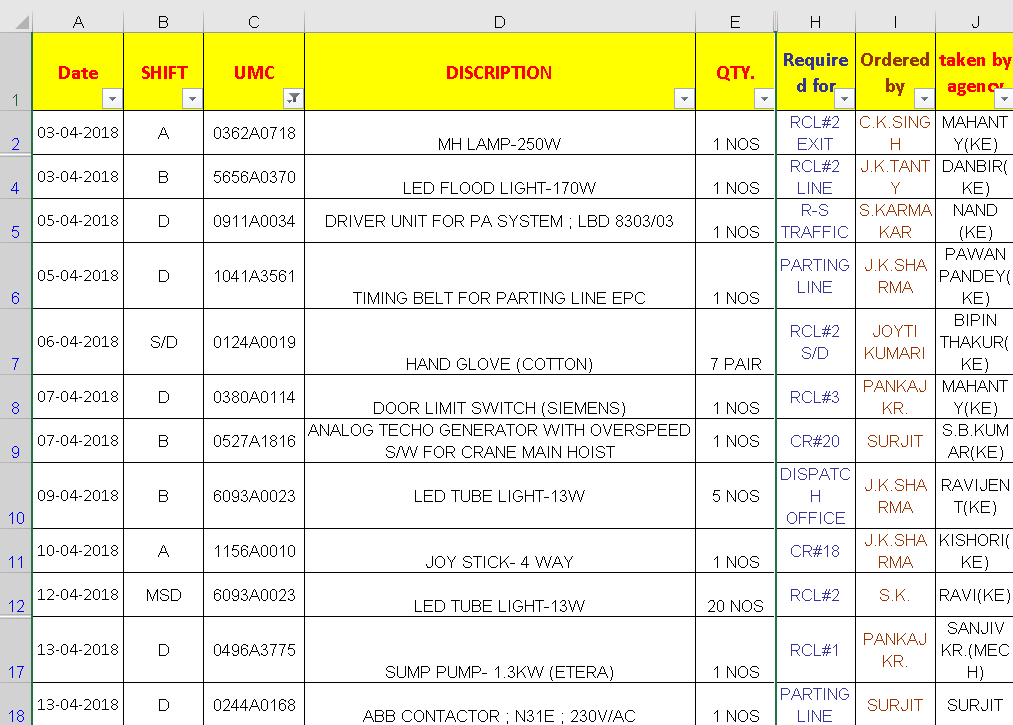 A B C D E H I J
1 Date SHIFT UMC DISCRIPTION QTY. Require d for Ordered by taken by agency
2 03-04-2018 A 0362A0718 MH LAMP-250W 1 NOS RCL#2 EXIT C.K.SING H MAHANT Y(KE)
4 03-04-2018 B 5656A0370 LED FLOOD LIGHT-170W 1 NOS RCL#2 LINE J.K.TANT Y DANBIR( KE)
5 05-04-2018 D 0911A0034 DRIVER UNIT FOR PA SYSTEM ; LBD 8303/03 1 NOS R-S TRAFFIC S.KARMA KAR NAND (KE)
6 05-04-2018 D 1041A3561 TIMING BELT FOR PARTING LINE EPC 1 NOS PARTING LINE J.K.SHA RMA PAWAN PANDEY( KE)
7 06-04-2018 S/D 0124A0019 HAND GLOVE (COTTON) 7 PAIR RCL#2 S/D JOYTI KUMARI BIPIN THAKUR( KE)
8 07-04-2018 D 0380A0114 DOOR LIMIT SWITCH (SIEMENS) 1 NOS RCL#3 PANKAJ KR. MAHANT Y(KE)
9 07-04-2018 B 0527A1816 ANALOG TECHO GENERATOR WITH OVERSPEED S/W FOR CRANE MAIN HOIST 1 NOS CR#20 SURJIT S.B.KUM AR(KE)
10 09-04-2018 B 6093A0023 LED TUBE LIGHT-13W 5 NOS DISPATC H OFFICE J.K.SHA RMA RAVIJEN T(KE)
11 10-04-2018 A 1156A0010 JOY STICK- 4 WAY 1 NOS CR#18 J.K.SHA RMA KISHORI( KE)
12 12-04-2018 MSD 6093A0023 LED TUBE LIGHT-13W 20 NOS RCL#2 S.K. RAVI(KE)
17 13-04-2018 D 0496A3775 SUMP PUMP- 1.3KW (ETERA) 1 NOS RCL#1 PANKAJ KR. SANJIV KR.(MEC H)
18 13-04-2018 D 0244A0168 ABB CONTACTOR ; N31E ; 230V/AC 1 NOS PARTING LINE SURJIT SURJIT